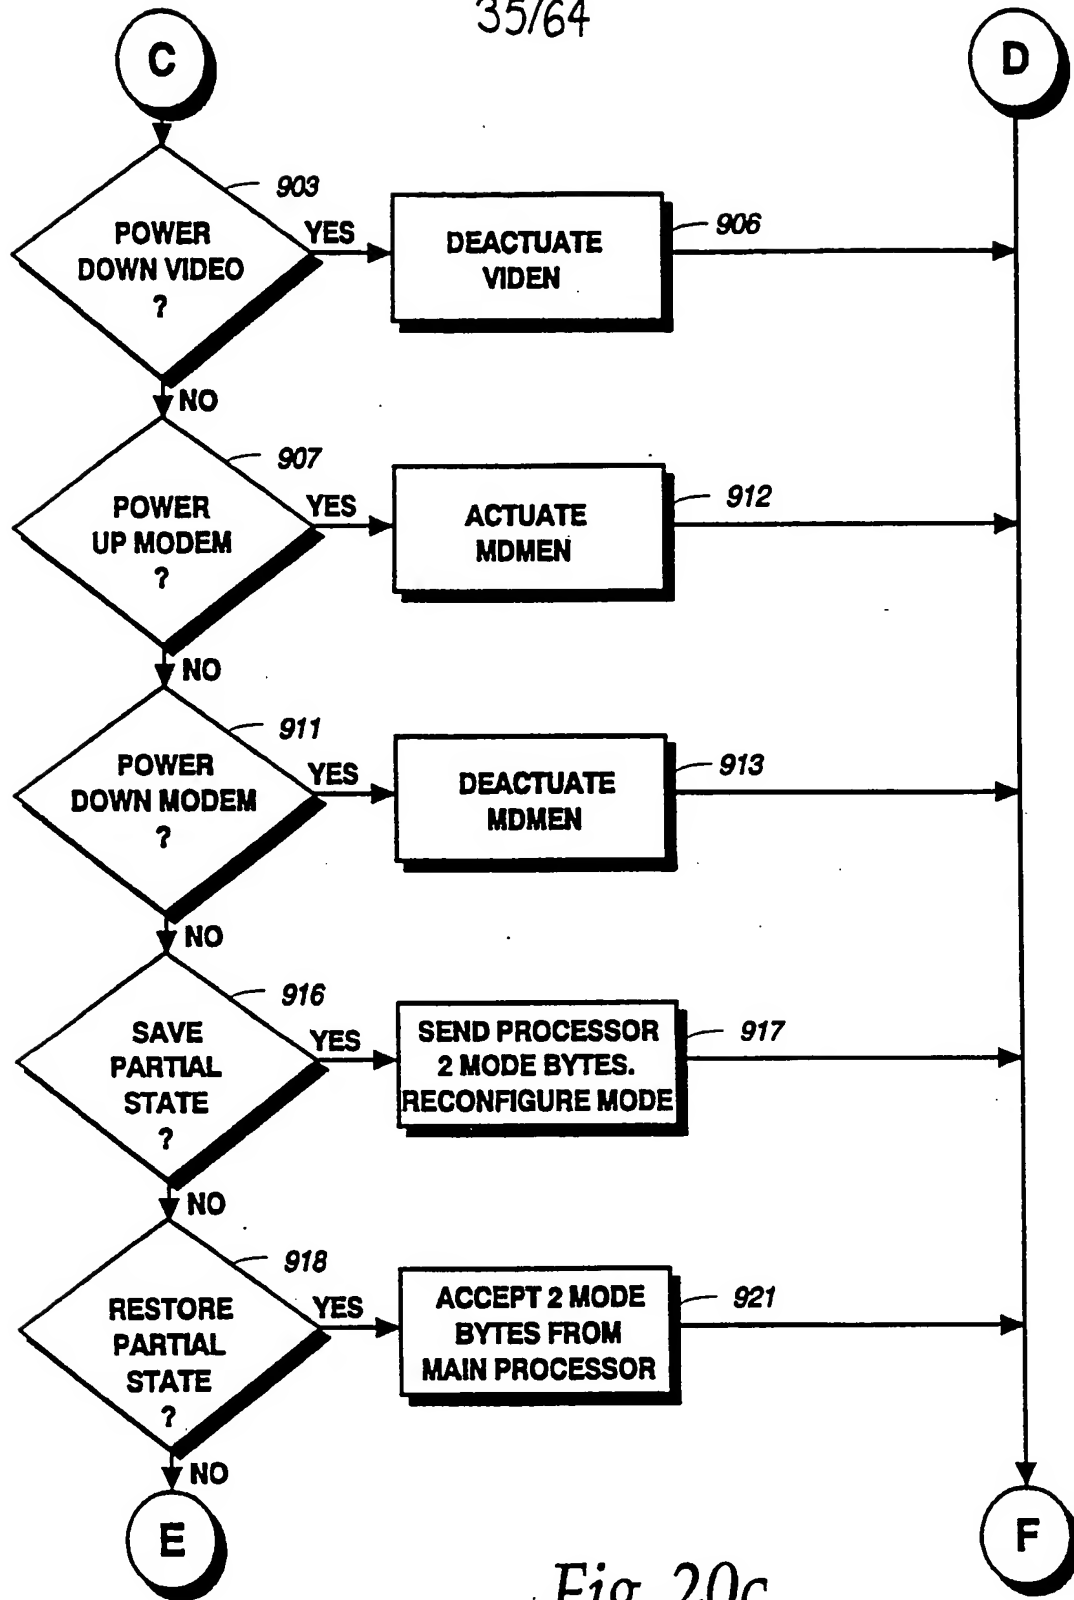 35/64
C
D
903
POWER
DOWN VIDEO
?
YES
DEACTUATE
VIDEN
906
NO
907
POWER
UP MODEM
?
YES
ACTUATE
MDMEN
912
NO
911
POWER
DOWN MODEM
?
YES
DEACTUATE
MDMEN
913
NO
916
SAVE
PARTIAL
STATE
?
YES
SEND PROCESSOR
2 MODE BYTES.
RECONFIGURE MODE
917
NO
918
RESTORE
PARTIAL
STATE
?
YES
ACCEPT 2 MODE
BYTES FROM
MAIN PROCESSOR
921
NO
E
F
Fig. 20c